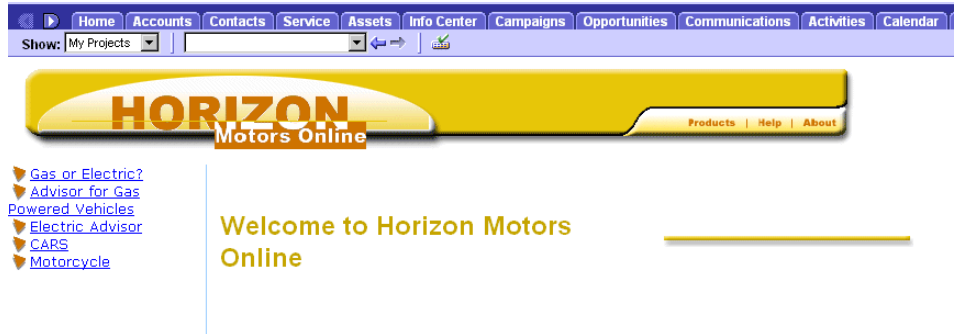 Home Accounts Contacts Service Assets Info Center Campaigns Opportunities Communications Activities Calendar
Show: My Projects
HORIZON
Motors Online
Products | Help | About
Gas or Electric?
Advisor for Gas
Powered Vehicles
Electric Advisor
CARS
Motorcycle
Welcome to Horizon Motors
Online